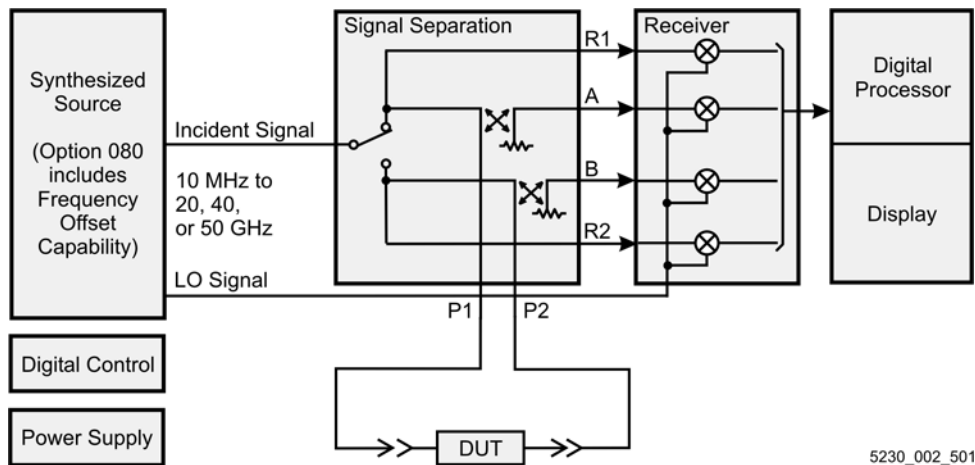 Synthesized
Source
(Option 080
includes
Frequency
Offset
Capability)
Incident Signal
10 MHz to
20, 40,
or 50 GHz
LO Signal
Signal Separation
R1
A
B
R2
P1
P2
Receiver
Digital
Processor
Display
Digital Control
Power Supply
DUT
5230_002_501